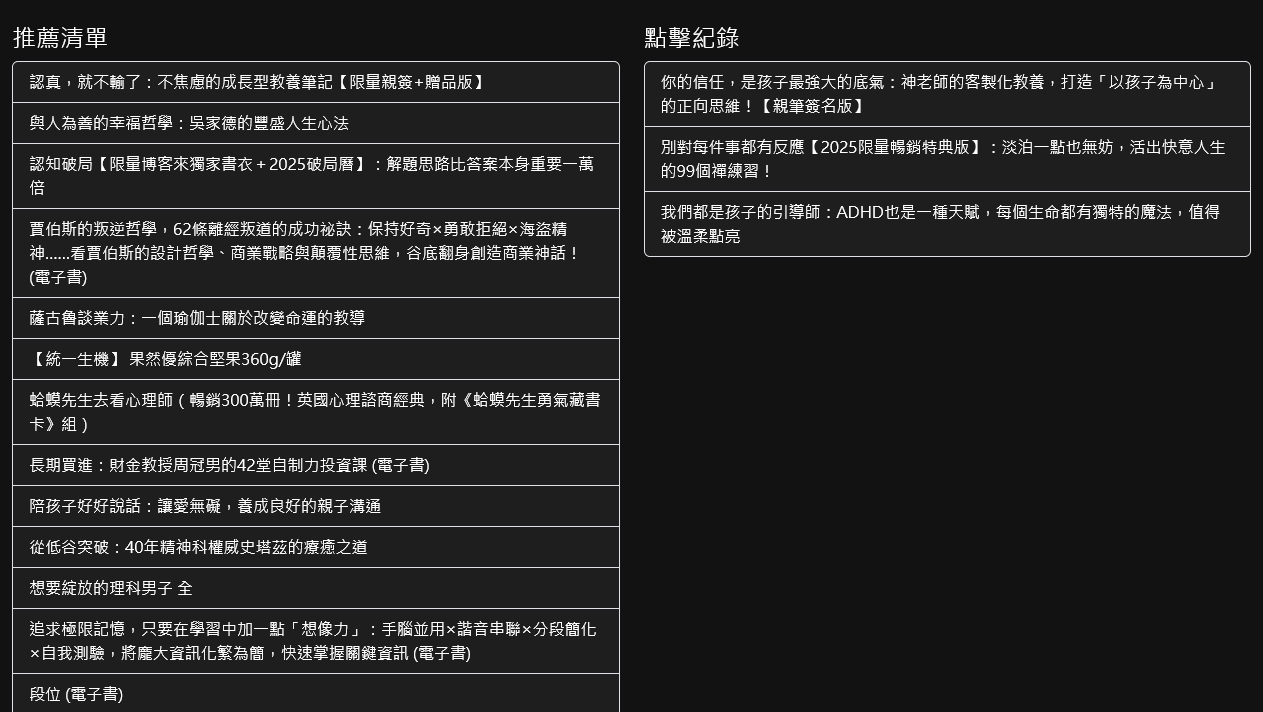 推薦清單
認真，就不輸了：不焦慮的成長型教養筆記【限量親簽+贈品版】
與人為善的幸福哲學：吳家德的豐盛人生心法
認知破局【限量博客來獨家書衣＋2025破局曆】：解題思路比答案本身重要一萬
倍
賈伯斯的叛逆哲學，62條離經叛道的成功祕訣：保持好奇×勇敢拒絕×海盜精
神……看賈伯斯的設計哲學、商業戰略與顛覆性思維，谷底翻身創造商業神話！
(電子書)
薩古魯談業力：一個瑜伽士關於改變命運的教導
【統一生機】果然優綜合堅果360g/罐
蛤蟆先生去看心理師（暢銷300萬冊！英國心理諮商經典，附《蛤蟆先生勇氣藏書
卡》組）
長期買進：財金教授周冠男的42堂自制力投資課 (電子書)
陪孩子好好說話：讓愛無礙，養成良好的親子溝通
從低谷突破：40年精神科權威史塔茲的療癒之道
想要綻放的理科男子 全
追求極限記憶，只要在學習中加一點「想像力」：手腦並用×諧音串聯×分段簡化
×自我測驗，將龐大資訊化繁為簡，快速掌握關鍵資訊 (電子書)
段位 (電子書)
點擊紀錄
你的信任，是孩子最強大的底氣：神老師的客製化教養，打造「以孩子為中心」
的正向思維！【親筆簽名版】
別對每件事都有反應【2025限量暢銷特典版】：淡泊一點也無妨，活出快意人生
的99個禪練習！
我們都是孩子的引導師：ADHD也是一種天賦，每個生命都有獨特的魔法，值得
被溫柔點亮